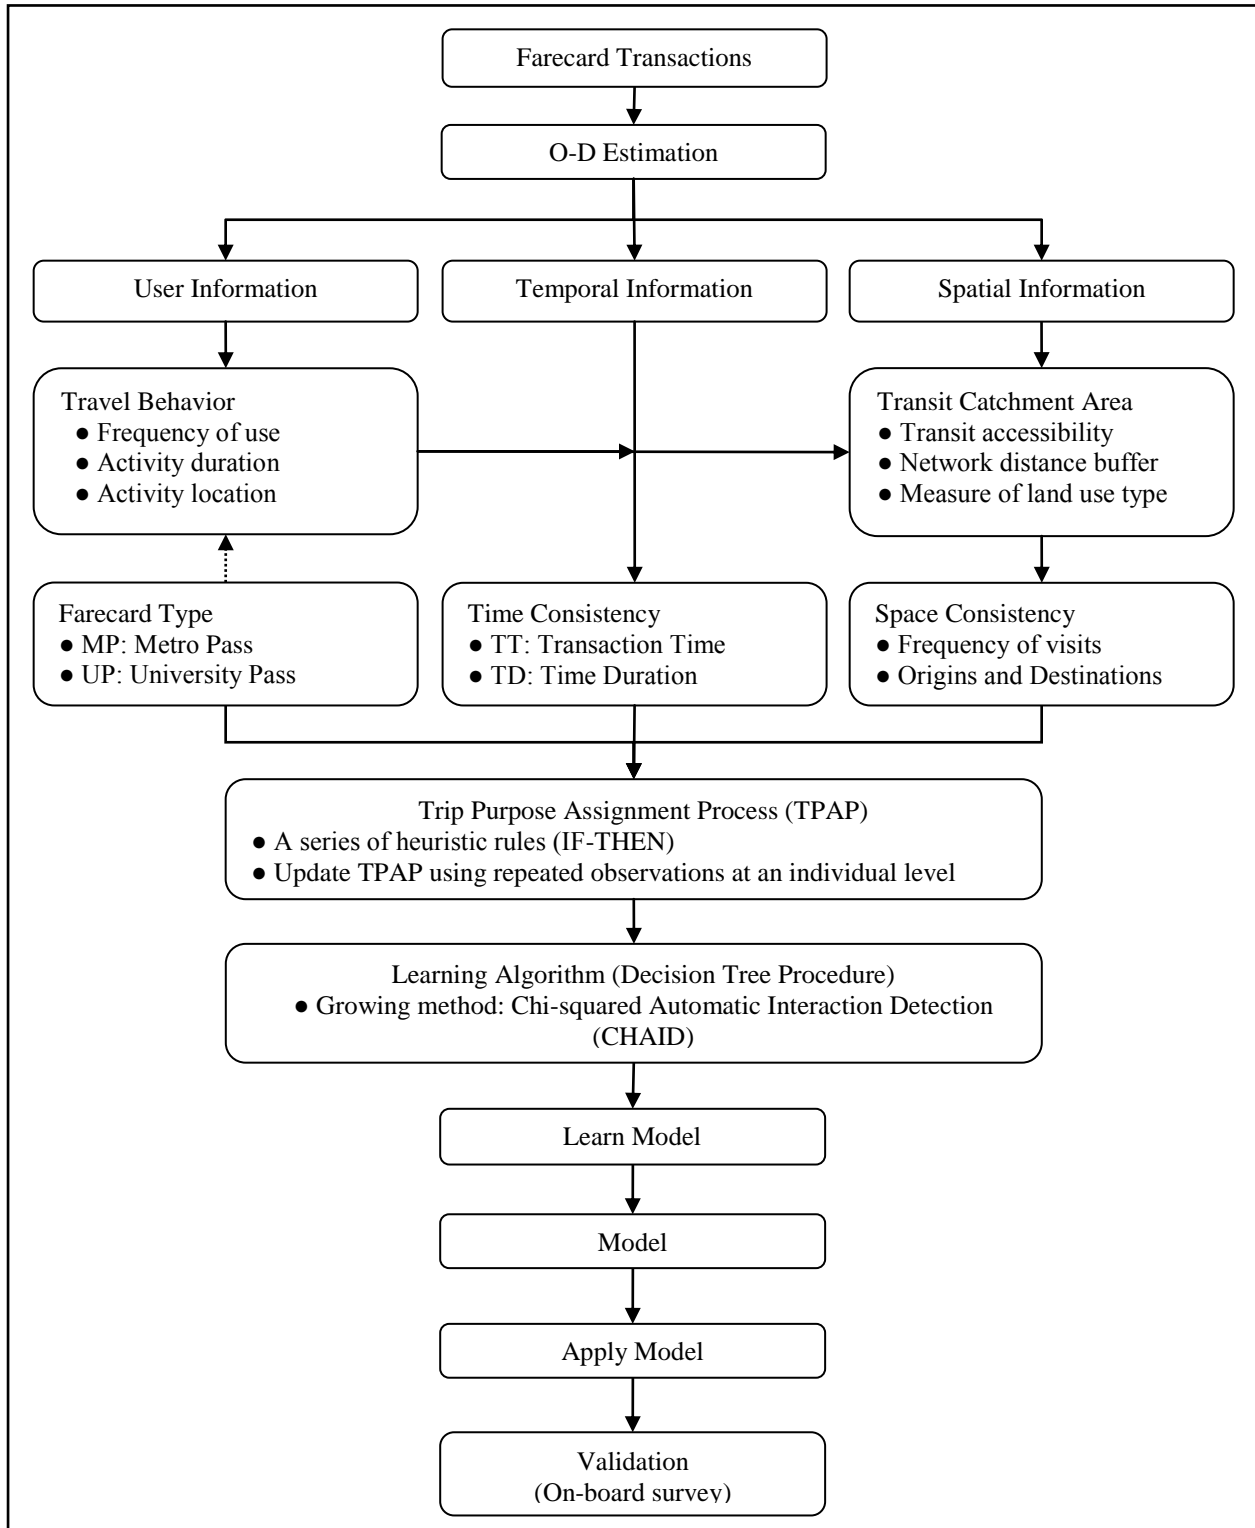 Farecard Transactions
O-D Estimation
User Information
Temporal Information
Spatial Information
Travel Behavior
● Frequency of use
● Activity duration
● Activity location
Transit Catchment Area
● Transit accessibility
● Network distance buffer
● Measure of land use type
Farecard Type
● MP: Metro Pass
● UP: University Pass
Time Consistency
● TT: Transaction Time
● TD: Time Duration
Space Consistency
● Frequency of visits
● Origins and Destinations
Trip Purpose Assignment Process (TPAP)
● A series of heuristic rules (IF-THEN)
● Update TPAP using repeated observations at an individual level
Learning Algorithm (Decision Tree Procedure)
● Growing method: Chi-squared Automatic Interaction Detection
(CHAID)
Learn Model
Model
Apply Model
Validation
(On-board survey)